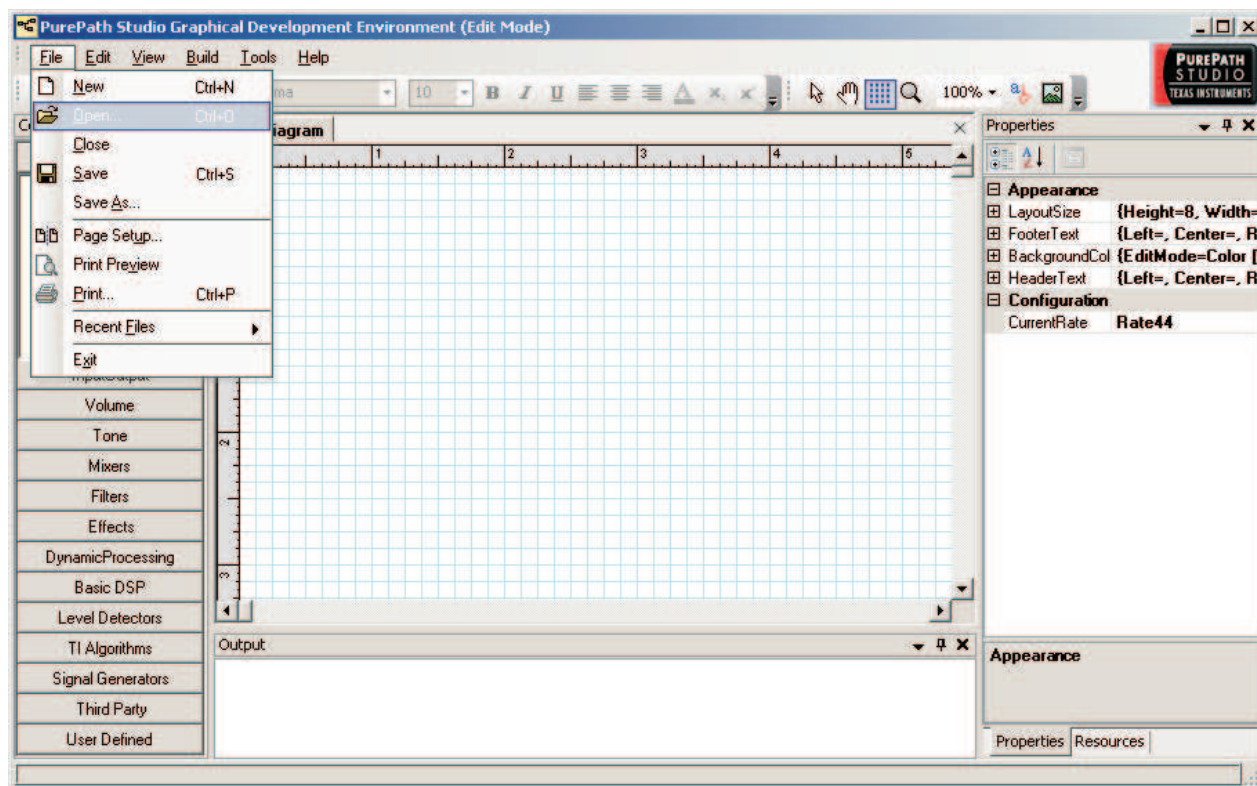 PurePath Studio Graphical Development Environment (Edit Mode)
File Edit View Build Tools Help
PUREPATH
STUDIO
TEXAS INSTRUMENTS
New Ctrl+N
Open... Ctrl+O
Close
Save Ctrl+S
Save As...
Page Setup...
Print Preview
Print... Ctrl+P
Recent Files
Exit
10 B I U A x x 100%
iagram
1 2 3 4 5
2
3
InputOutput
Volume
Tone
Mixers
Filters
Effects
DynamicProcessing
Basic DSP
Level Detectors
TI Algorithms
Signal Generators
Third Party
User Defined
Output
Properties
Appearance
LayoutSize {Height=8, Width=
FooterText {Left=, Center=, R
BackgroundCol {EditMode=Color [
HeaderText {Left=, Center=, R
Configuration
CurrentRate Rate44
Appearance
Properties Resources